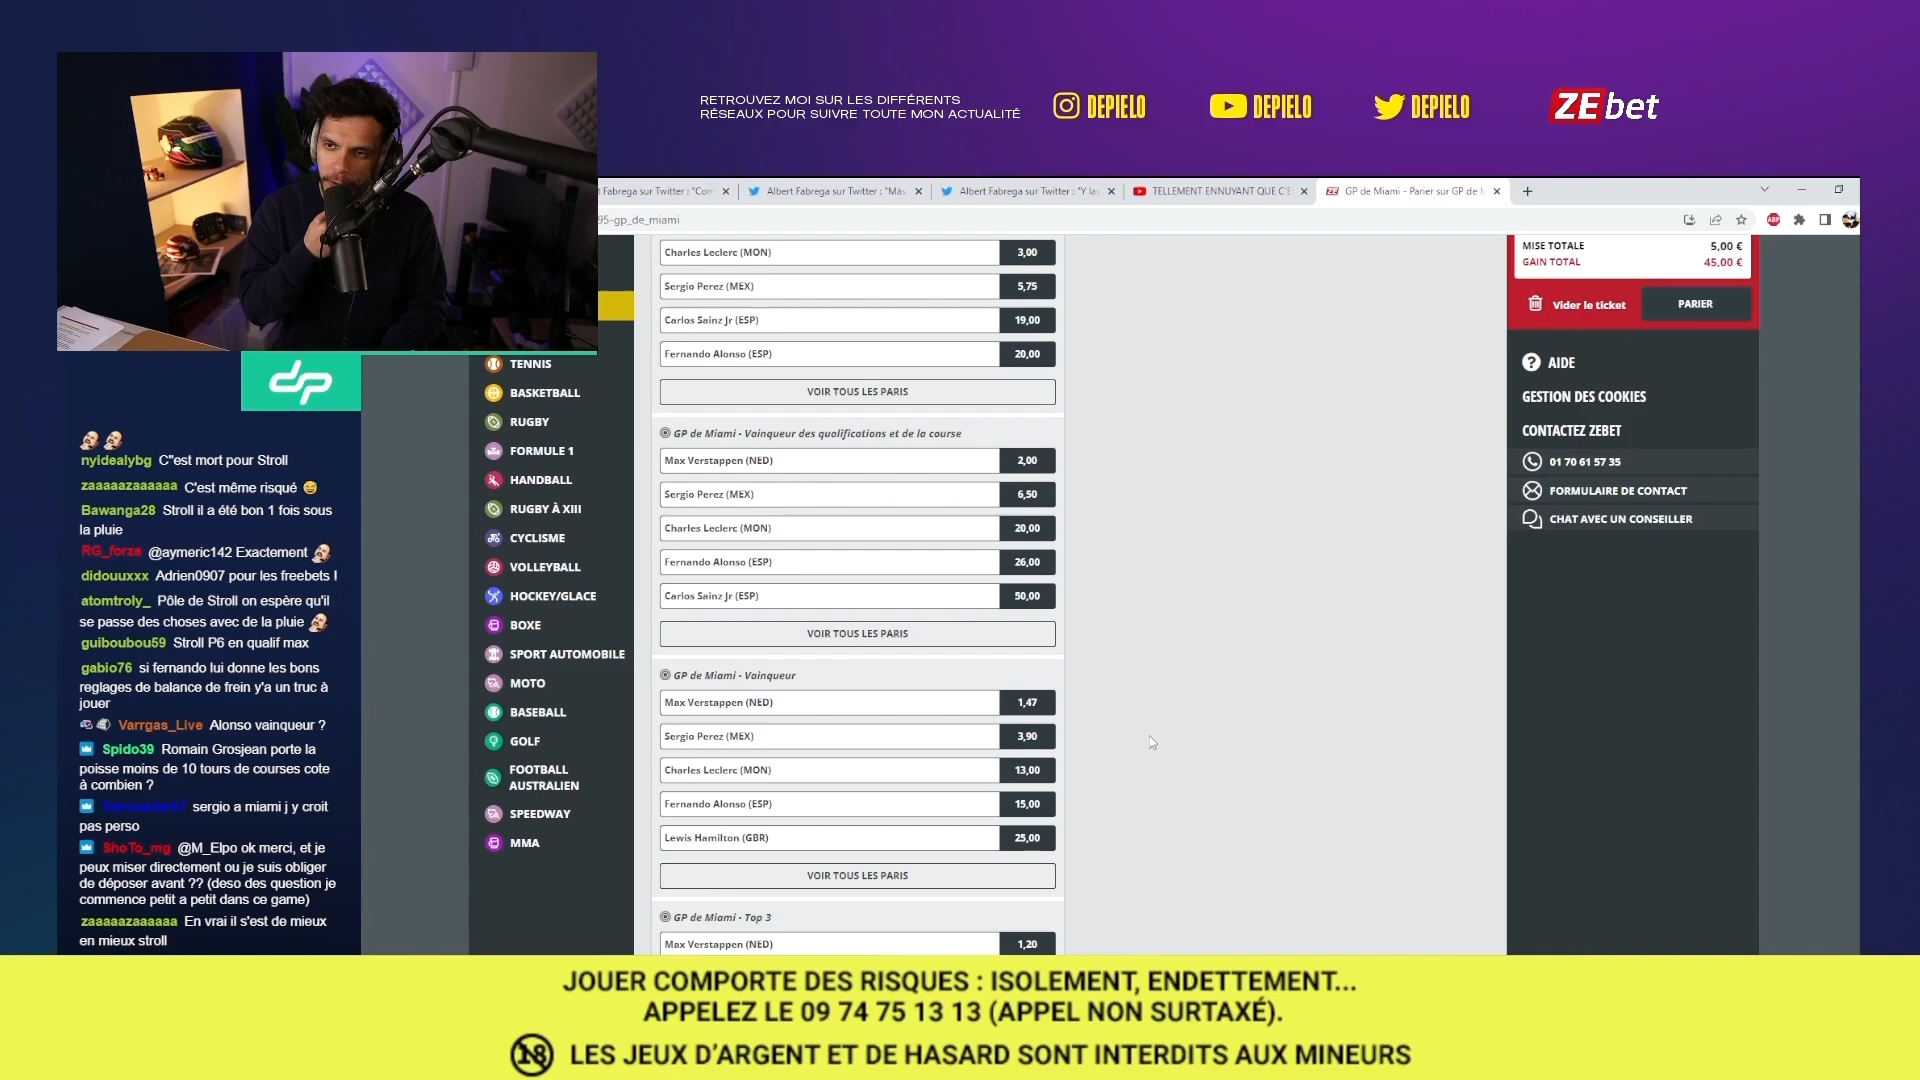 RETROUVEZ MOI SUR LES DIFFÉRENTS
RÉSEAUX POUR SUIVRE TOUTE MON ACTUALITÉ
DEPIELO
DEPIELO
DEPIELO
ZEbet
t Fabrega sur Twitter : "Com
Albert Fabrega sur Twitter : "Más
Albert Fabrega sur Twitter : "Y las
TELLEMENT ENNUYANT QUE C'E
GP de Miami - Parier sur GP de M
95-gp_de_miami
dp
nyidealybg C"est mort pour Stroll
zaaaaazaaaaaa C'est même risqué
Bawanga28 Stroll il a été bon 1 fois sous
la pluie
RG_forza @aymeric142 Exactement
didouuxxx Adrien0907 pour les freebets !
atomtroly_ Pôle de Stroll on espère qu'il
se passe des choses avec de la pluie
guiboubou59 Stroll P6 en qualif max
gabio76 si fernando lui donne les bons
reglages de balance de frein y'a un truc à
jouer
Varrgas_Live Alonso vainqueur ?
Spido39 Romain Grosjean porte la
poisse moins de 10 tours de courses cote
à combien ?
sergio a miami j y croit
pas perso
ShoTo_mg @M_Elpo ok merci, et je
peux miser directement ou je suis obliger
de déposer avant ?? (deso des question je
commence petit a petit dans ce game)
zaaaaazaaaaaa En vrai il s'est de mieux
en mieux stroll
TENNIS
BASKETBALL
RUGBY
FORMULE 1
HANDBALL
RUGBY À XIII
CYCLISME
VOLLEYBALL
HOCKEY/GLACE
BOXE
SPORT AUTOMOBILE
MOTO
BASEBALL
GOLF
FOOTBALL
AUSTRALIEN
SPEEDWAY
MMA
Charles Leclerc (MON) 3,00
Sergio Perez (MEX) 5,75
Carlos Sainz Jr (ESP) 19,00
Fernando Alonso (ESP) 20,00
VOIR TOUS LES PARIS
GP de Miami - Vainqueur des qualifications et de la course
Max Verstappen (NED) 2,00
Sergio Perez (MEX) 6,50
Charles Leclerc (MON) 20,00
Fernando Alonso (ESP) 26,00
Carlos Sainz Jr (ESP) 50,00
VOIR TOUS LES PARIS
GP de Miami - Vainqueur
Max Verstappen (NED) 1,47
Sergio Perez (MEX) 3,90
Charles Leclerc (MON) 13,00
Fernando Alonso (ESP) 15,00
Lewis Hamilton (GBR) 25,00
VOIR TOUS LES PARIS
GP de Miami - Top 3
Max Verstappen (NED) 1,20
MISE TOTALE 5,00 €
GAIN TOTAL 45,00 €
Vider le ticket
PARIER
AIDE
GESTION DES COOKIES
CONTACTEZ ZEBET
01 70 61 57 35
FORMULAIRE DE CONTACT
CHAT AVEC UN CONSEILLER
JOUER COMPORTE DES RISQUES : ISOLEMENT, ENDETTEMENT...
APPELEZ LE 09 74 75 13 13 (APPEL NON SURTAXÉ).
18 LES JEUX D'ARGENT ET DE HASARD SONT INTERDITS AUX MINEURS